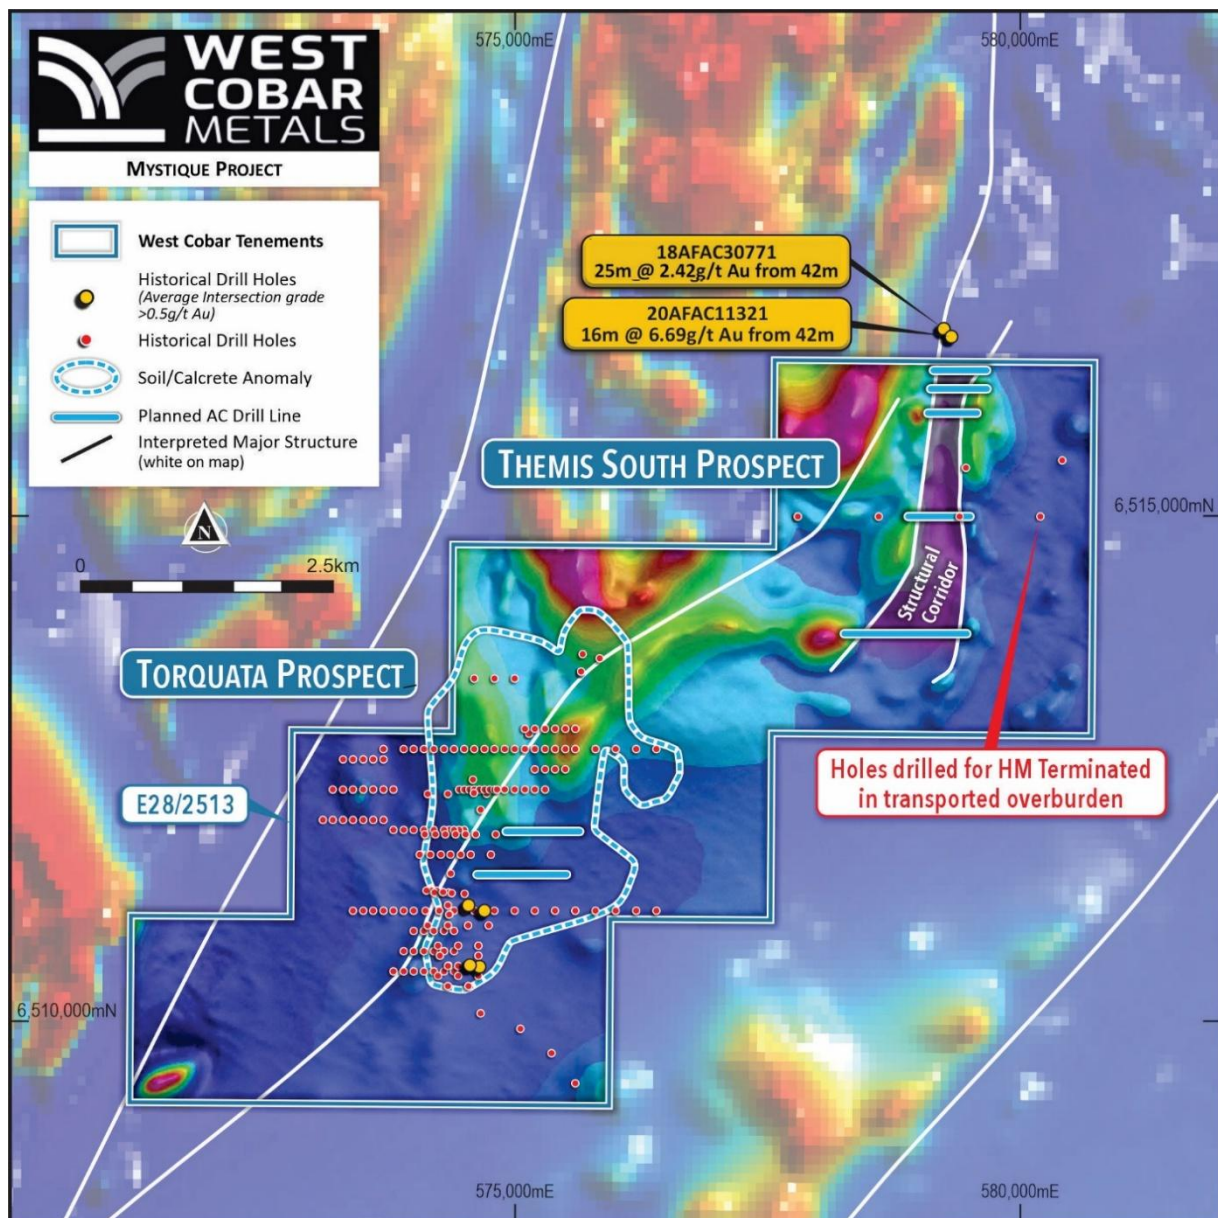 575,000mE
580,000mE
WEST
COBAR
METALS
MYSTIQUE PROJECT
West Cobar Tenements
Historical Drill Holes
(Average Intersection grade
>0.5g/t Au)
Historical Drill Holes
Soil/Calcrete Anomaly
Planned AC Drill Line
Interpreted Major Structure
(white on map)
18AFAC30771
25m @ 2.42g/t Au from 42m
20AFAC11321
16m @ 6.69g/t Au from 42m
THEMIS SOUTH PROSPECT
6,515,000mN
N
0
2.5km
Structural
Corridor
TORQUATA PROSPECT
E28/2513
Holes drilled for HM Terminated
in transported overburden
6,510,000mN
575,000mE
580,000mE